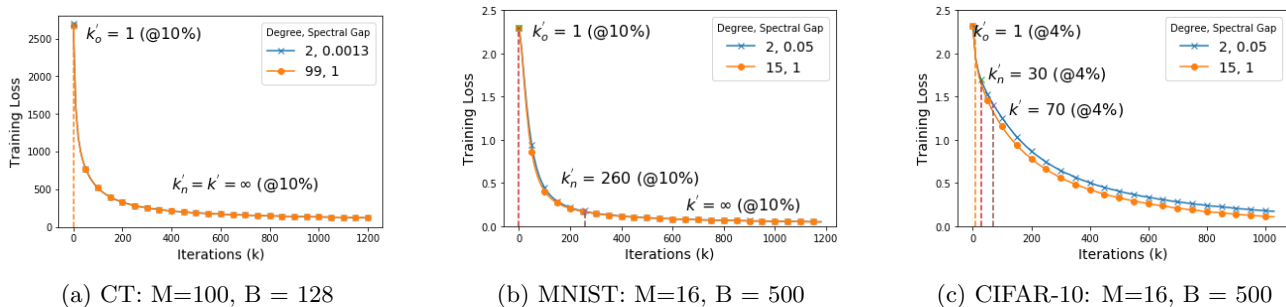 2500
2000
1500
1000
500
0
0
200
400
600
800
1000
1200
Training Loss
Iterations (k)
k'o = 1 (@10%)
Degree, Spectral Gap
2, 0.0013
99, 1
k'n = k' = ∞ (@10%)
(a) CT: M=100, B = 128
2.5
2.0
1.5
1.0
0.5
0.0
0
200
400
600
800
1000
1200
Training Loss
Iterations (k)
k'o = 1 (@10%)
Degree, Spectral Gap
2, 0.05
15, 1
k'n = 260 (@10%)
k' = ∞ (@10%)
(b) MNIST: M=16, B = 500
2.5
2.0
1.5
1.0
0.5
0.0
0
200
400
600
800
1000
Training Loss
Iterations (k)
k'o = 1 (@4%)
Degree, Spectral Gap
2, 0.05
15, 1
k'n = 30 (@4%)
k' = 70 (@4%)
(c) CIFAR-10: M=16, B = 500